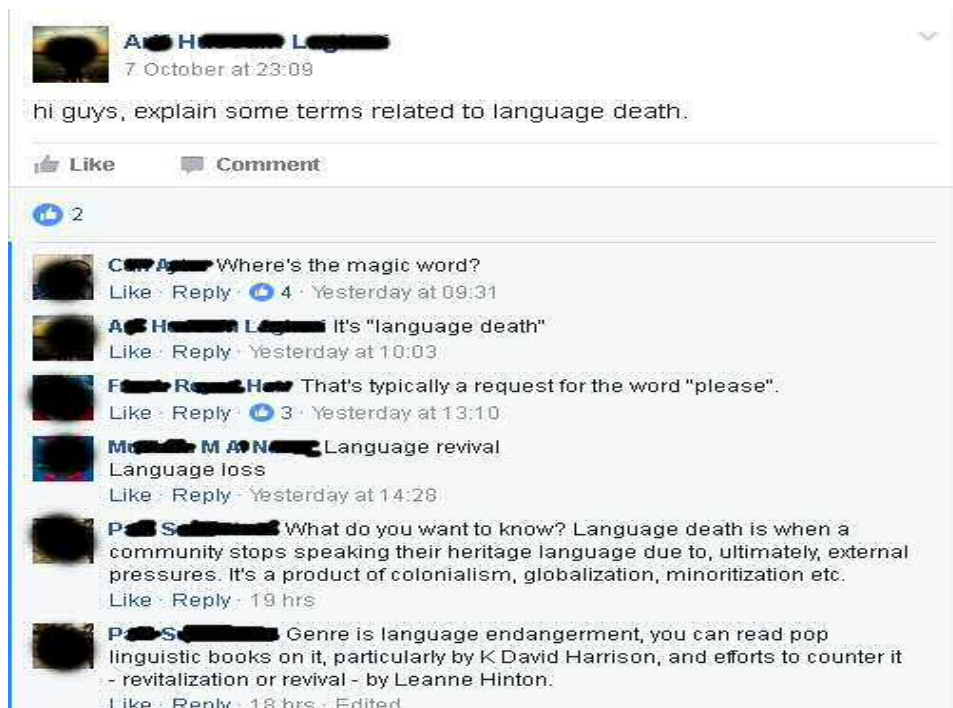 7 October at 23:09
hi guys, explain some terms related to language death.
Like Comment
2
Where's the magic word?
Like · Reply · 4 · Yesterday at 09:31
It's "language death"
Like · Reply · Yesterday at 10:03
That's typically a request for the word "please".
Like · Reply · 3 · Yesterday at 13:10
M A Language revival
Language loss
Like · Reply · Yesterday at 14:28
What do you want to know? Language death is when a
community stops speaking their heritage language due to, ultimately, external
pressures. It's a product of colonialism, globalization, minoritization etc.
Like · Reply · 19 hrs
Genre is language endangerment, you can read pop
linguistic books on it, particularly by K David Harrison, and efforts to counter it
- revitalization or revival - by Leanne Hinton.
Like · Reply · 18 hrs · Edited